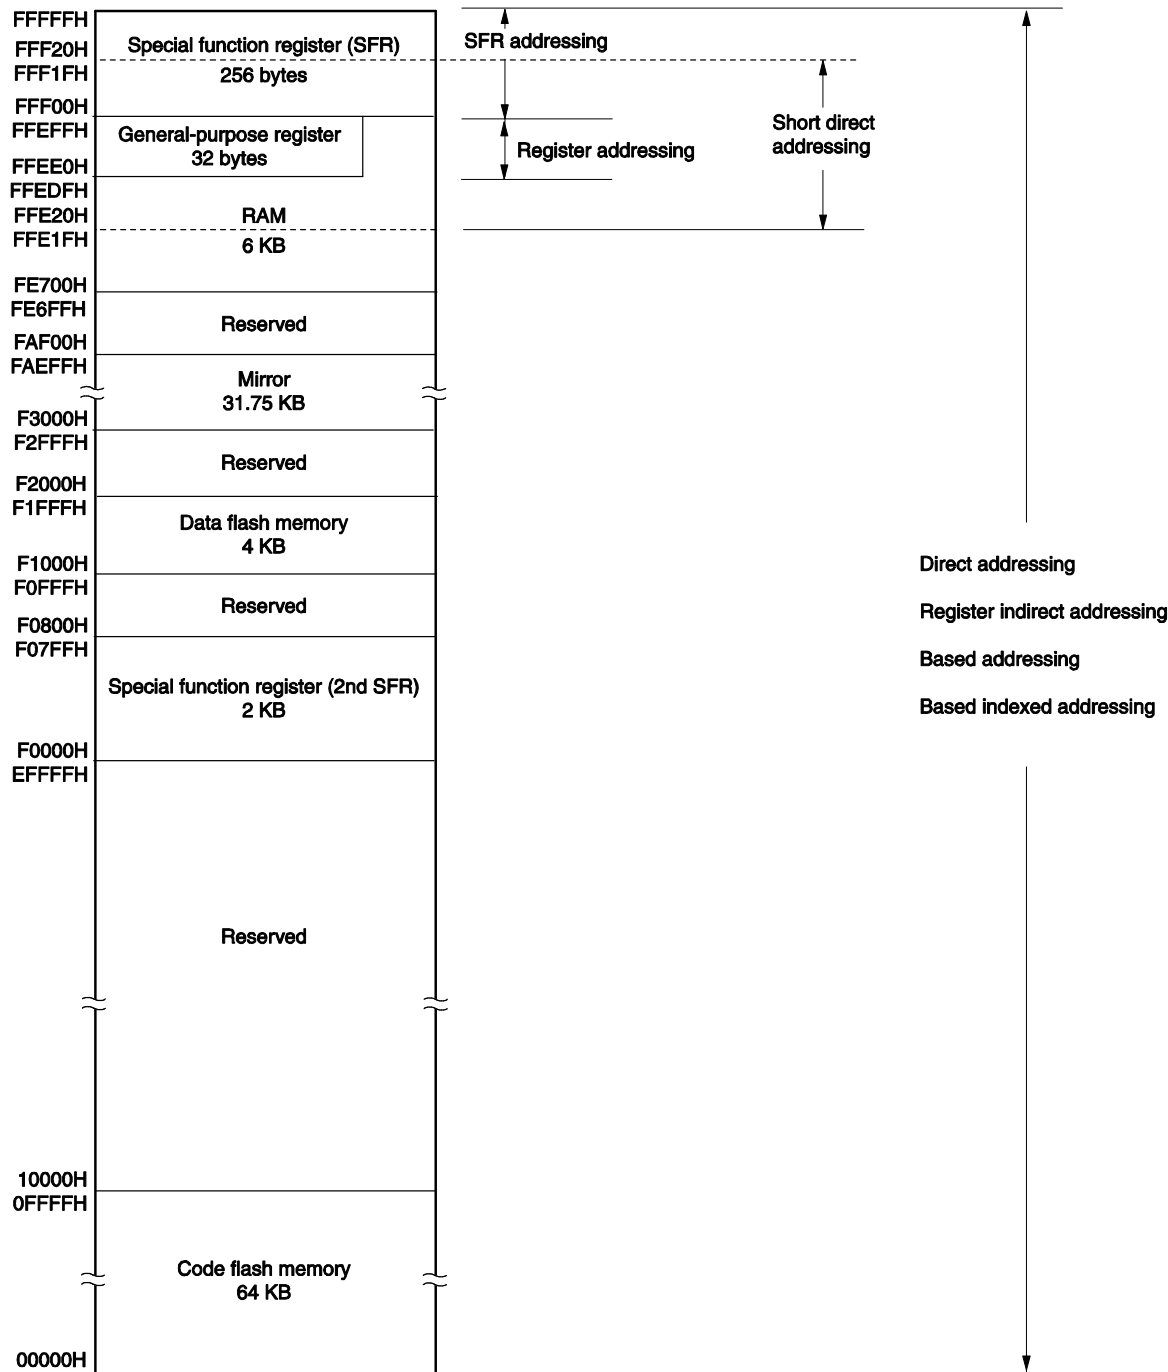 FFFFFH
Special function register (SFR)
256 bytes
SFR addressing
FFF20H
FFF1FH
FFF00H
FFEFFH
General-purpose register
32 bytes
Register addressing
Short direct
addressing
FFEE0H
FFEDFH
FFE20H
FFE1FH
RAM
6 KB
FE700H
FE6FFH
Reserved
FAF00H
FAEFFH
Mirror
31.75 KB
F3000H
F2FFFH
Reserved
F2000H
F1FFFH
Data flash memory
4 KB
F1000H
F0FFFH
Reserved
F0800H
F07FFH
Special function register (2nd SFR)
2 KB
F0000H
EFFFFH
Direct addressing
Register indirect addressing
Based addressing
Based indexed addressing
Reserved
10000H
0FFFFH
Code flash memory
64 KB
00000H